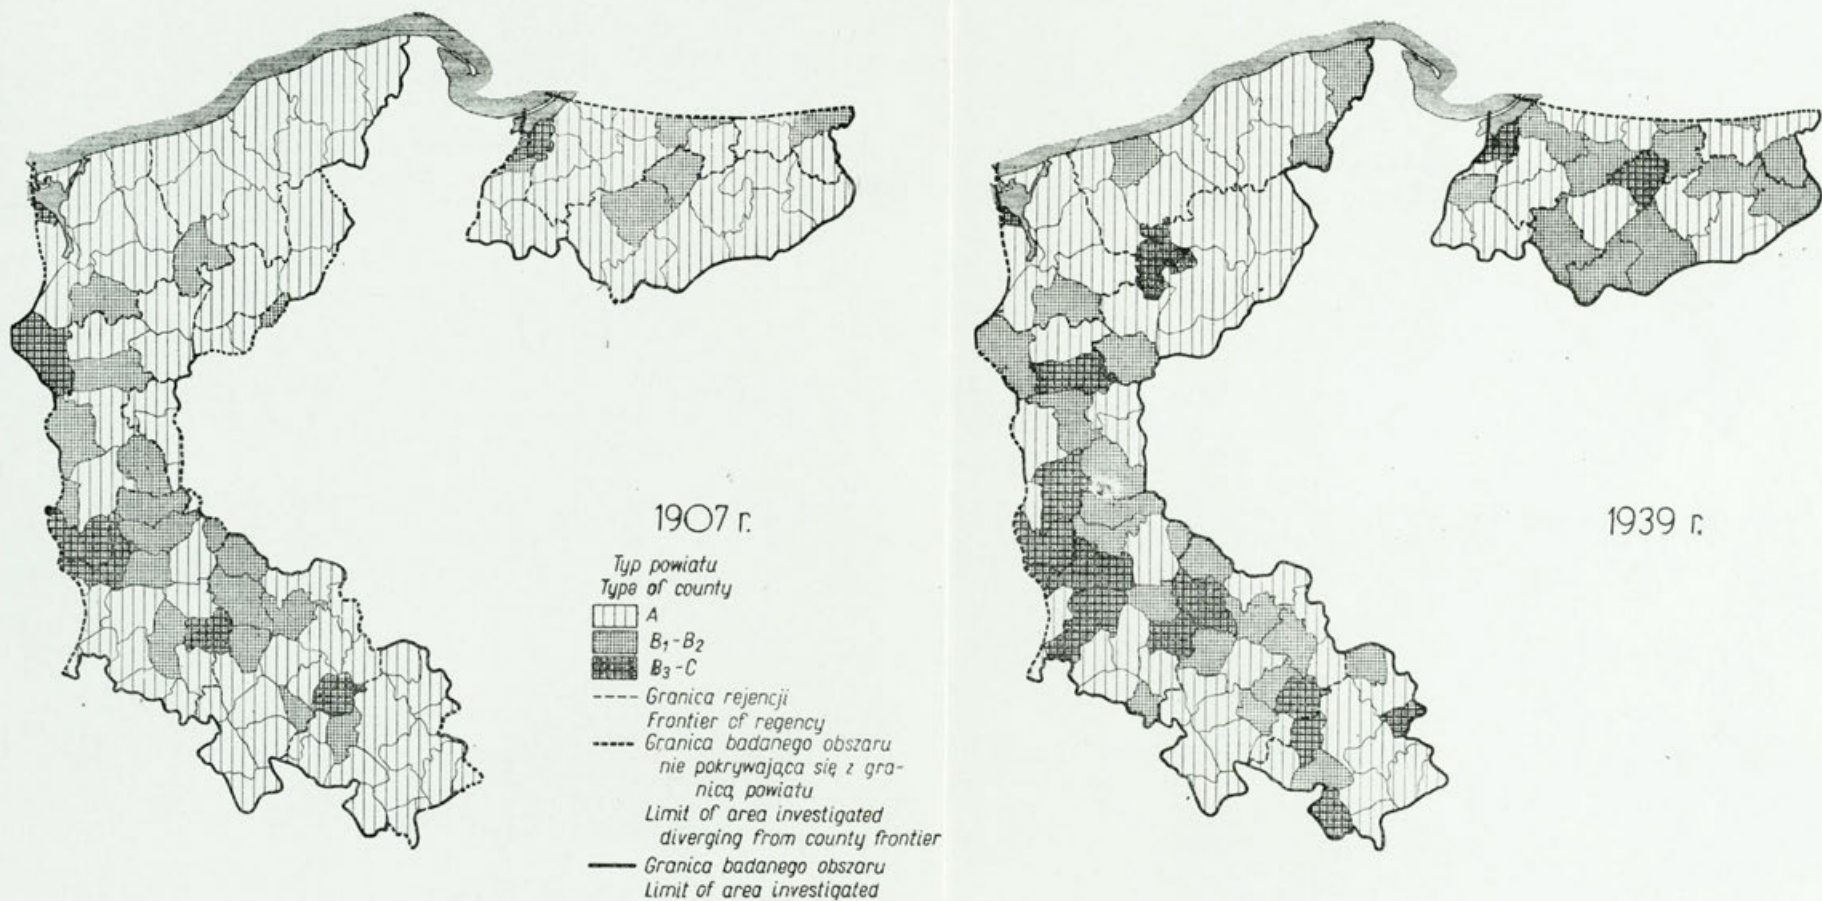 1907 r.
Typ powiatu
Type of county
A
B₁-B₂
B₃-C
Granica rejencji
Frontier of regency
Granica badanego obszaru
nie pokrywająca się z gra-
nicą powiatu
Limit of area investigated
diverging from county frontier
Granica badanego obszaru
Limit of area investigated
1939 r.